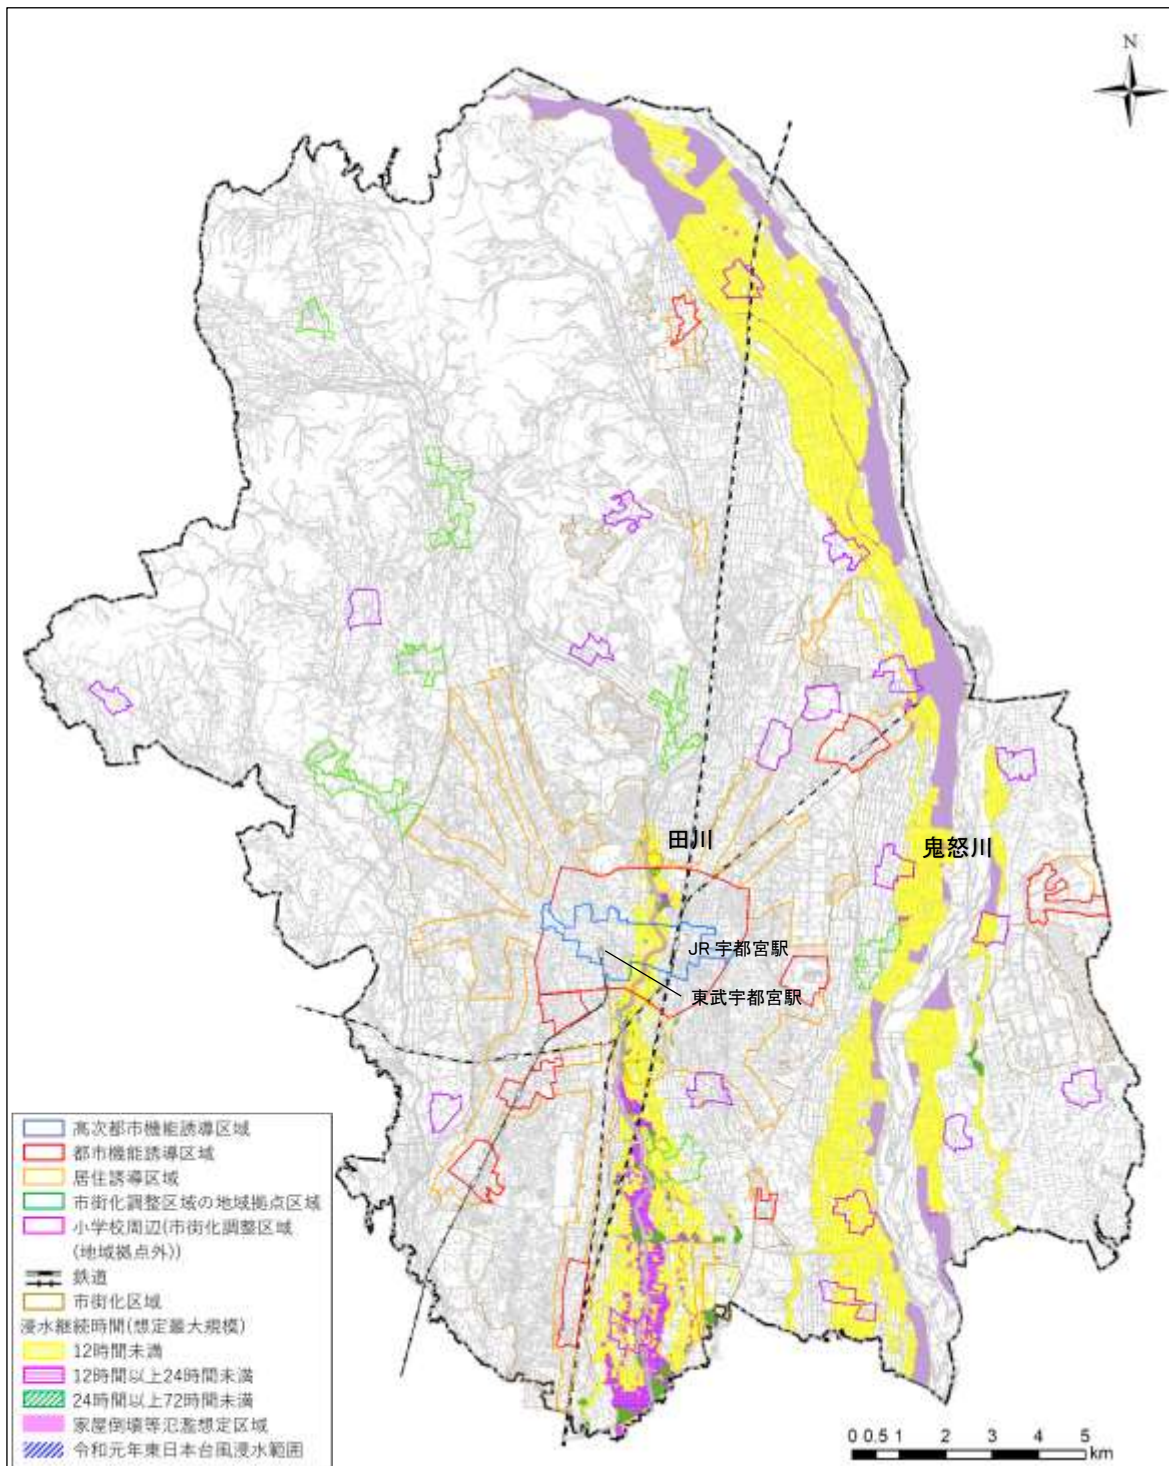 N
田川
鬼怒川
JR 宇都宮駅
東武宇都宮駅
高次都市機能誘導区域
都市機能誘導区域
居住誘導区域
市街化調整区域の地域拠点区域
小学校周辺(市街化調整区域
(地域拠点外))
鉄道
市街化区域
浸水継続時間(想定最大規模)
12時間未満
12時間以上24時間未満
24時間以上72時間未満
家屋倒壊等氾濫想定区域
令和元年東日本台風浸水範囲
0 0.5 1 2 3 4 5
km